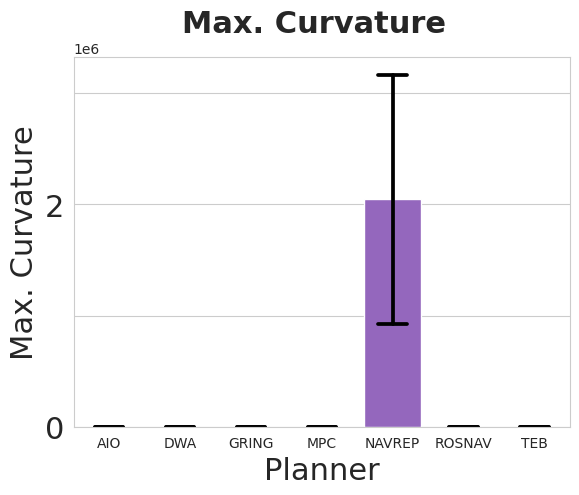 Max. Curvature
1e6
Max. Curvature
2
0
AIO DWA GRING MPC NAVREP ROSNAV TEB
Planner